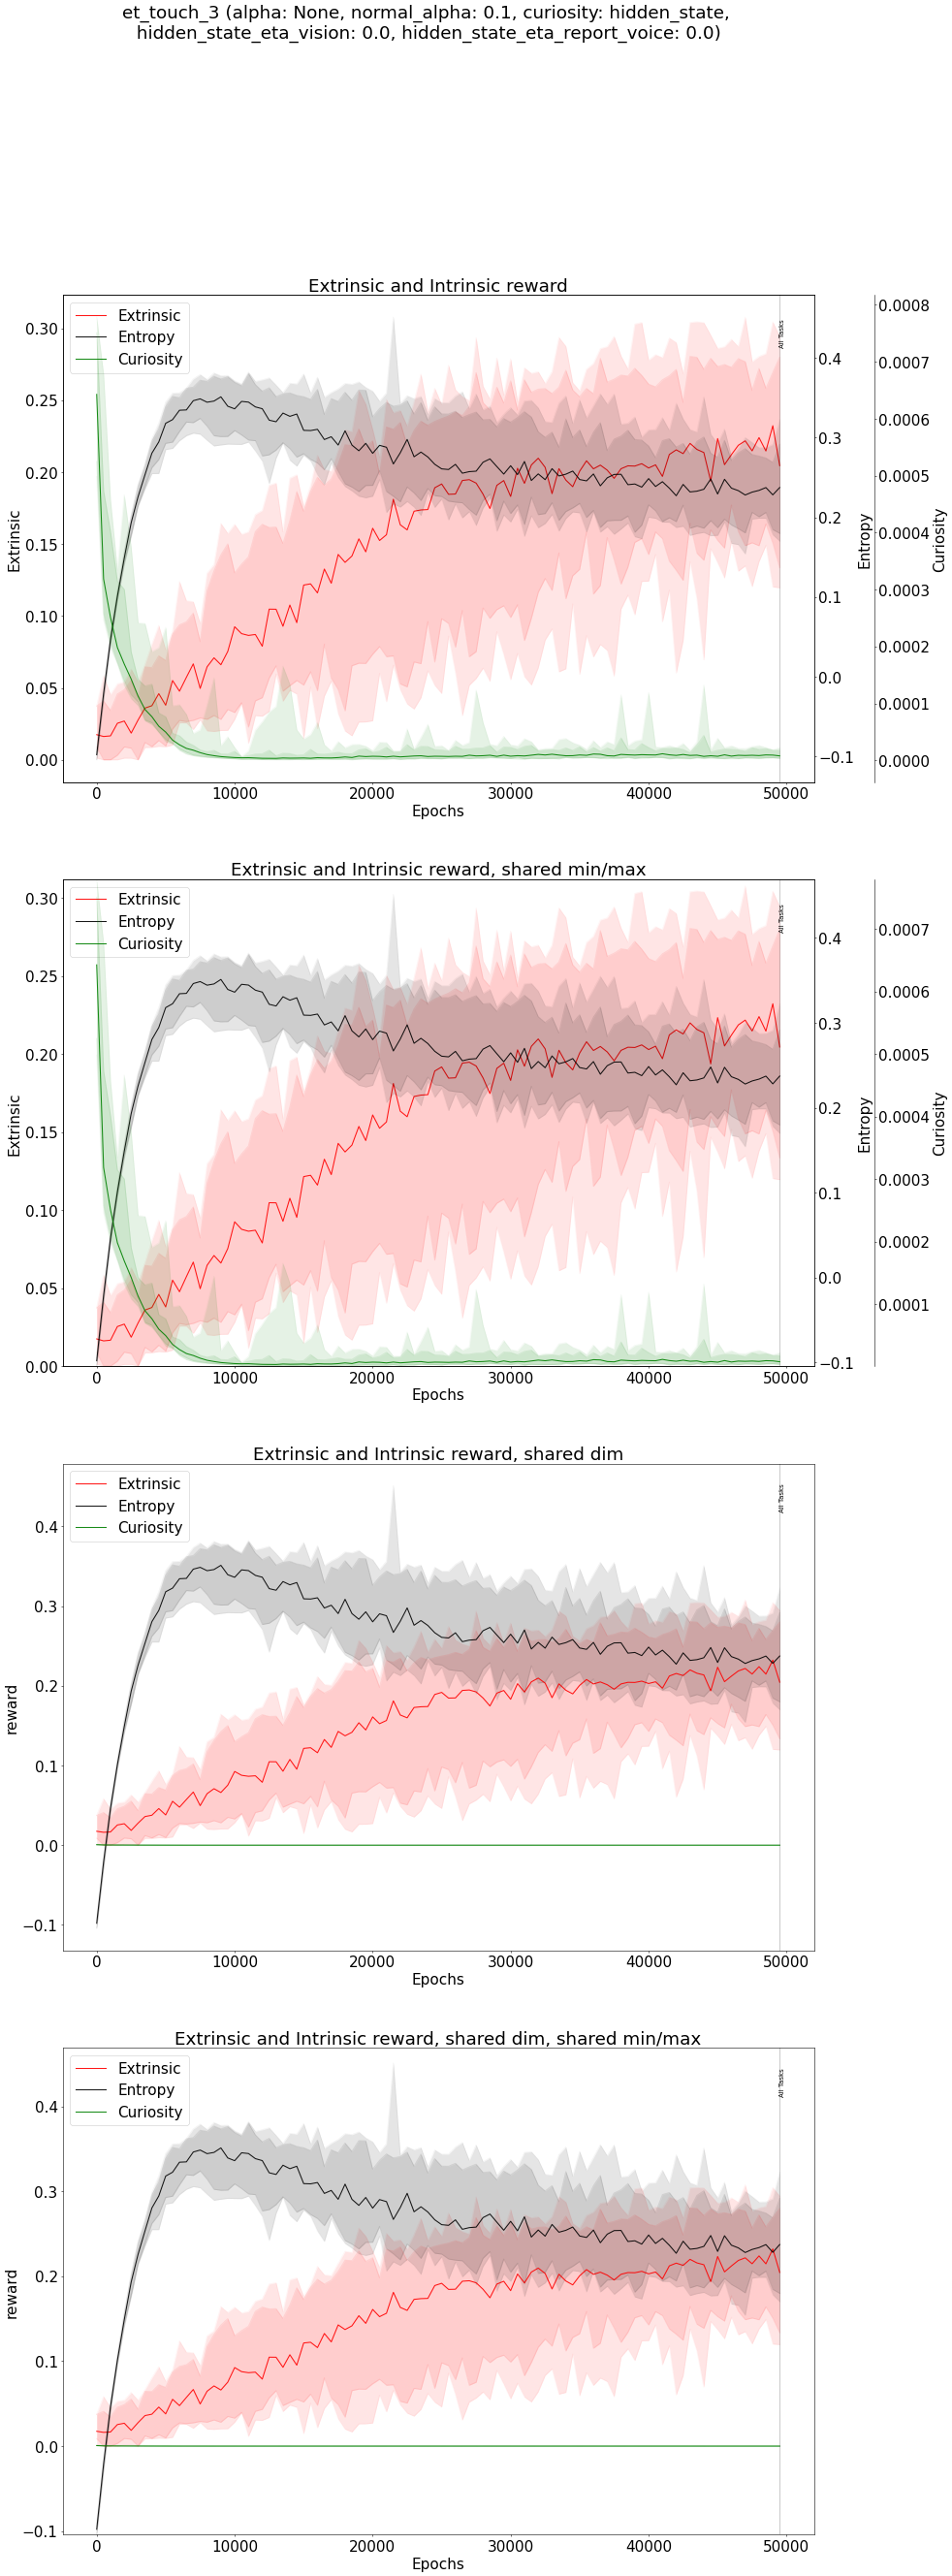 et_touch_3 (alpha: None, normal_alpha: 0.1, curiosity: hidden_state,
hidden_state_eta_vision: 0.0, hidden_state_eta_report_voice: 0.0)
Extrinsic and Intrinsic reward
Extrinsic
Entropy
Curiosity
All Tasks
0.30
0.25
0.20
0.15
0.10
0.05
0.00
Extrinsic
0.4
0.3
0.2
0.1
0.0
−0.1
Entropy
0.0008
0.0007
0.0006
0.0005
0.0004
0.0003
0.0002
0.0001
0.0000
Curiosity
0 10000 20000 30000 40000 50000
Epochs
Extrinsic and Intrinsic reward, shared min/max
Extrinsic
Entropy
Curiosity
All Tasks
0.30
0.25
0.20
0.15
0.10
0.05
0.00
Extrinsic
0.4
0.3
0.2
0.1
0.0
−0.1
Entropy
0.0007
0.0006
0.0005
0.0004
0.0003
0.0002
0.0001
Curiosity
0 10000 20000 30000 40000 50000
Epochs
Extrinsic and Intrinsic reward, shared dim
Extrinsic
Entropy
Curiosity
All Tasks
0.4
0.3
0.2
0.1
0.0
−0.1
reward
0 10000 20000 30000 40000 50000
Epochs
Extrinsic and Intrinsic reward, shared dim, shared min/max
Extrinsic
Entropy
Curiosity
All Tasks
0.4
0.3
0.2
0.1
0.0
−0.1
reward
0 10000 20000 30000 40000 50000
Epochs